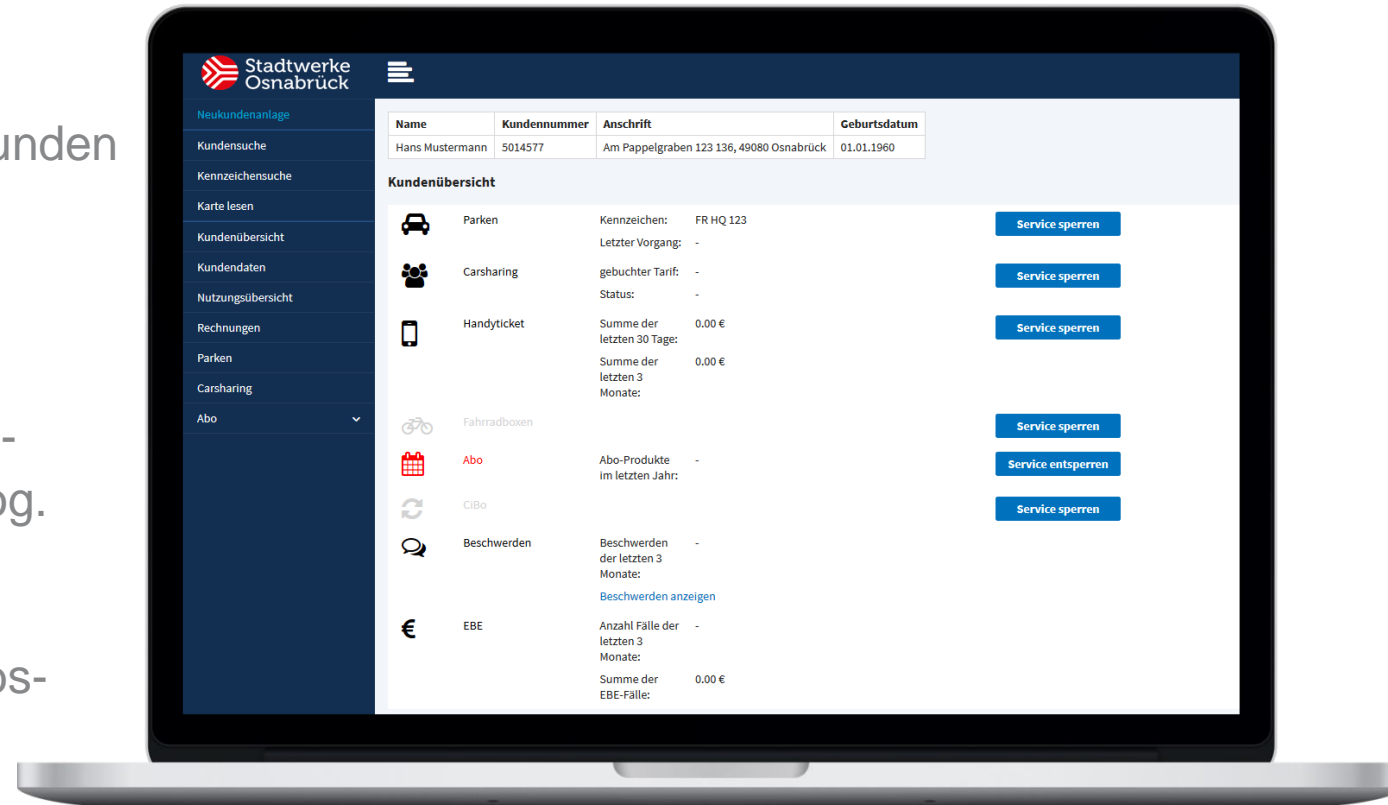 unden
-
og.
os-
Stadtwerke
Osnabrück
Neukundenanlage
Kundensuche
Kennzeichensuche
Karte lesen
Kundenübersicht
Kundendaten
Nutzungsübersicht
Rechnungen
Parken
Carsharing
Abo
Name Kundennummer Anschrift Geburtsdatum
Hans Mustermann 5014577 Am Pappelgraben 123 136, 49080 Osnabrück 01.01.1960
Kundenübersicht
Parken Kennzeichen: FR HQ 123 Service sperren
Letzter Vorgang: -
Carsharing gebuchter Tarif: - Service sperren
Status: -
Handyticket Summe der 0.00 € Service sperren
letzten 30 Tage:
Summe der 0.00 €
letzten 3
Monate:
Fahrradboxen Service sperren
Abo Abo-Produkte - Service entsperren
im letzten Jahr:
CiBo Service sperren
Beschwerden Beschwerden -
der letzten 3
Monate:
Beschwerden anzeigen
€ EBE Anzahl Fälle der -
letzten 3
Monate:
Summe der 0.00 €
EBE-Fälle: